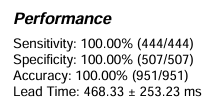 Performance
Sensitivity: 100.00% (444/444)
Specificity: 100.00% (507/507)
Accuracy: 100.00% (951/951)
Lead Time: 468.33 ± 253.23 ms